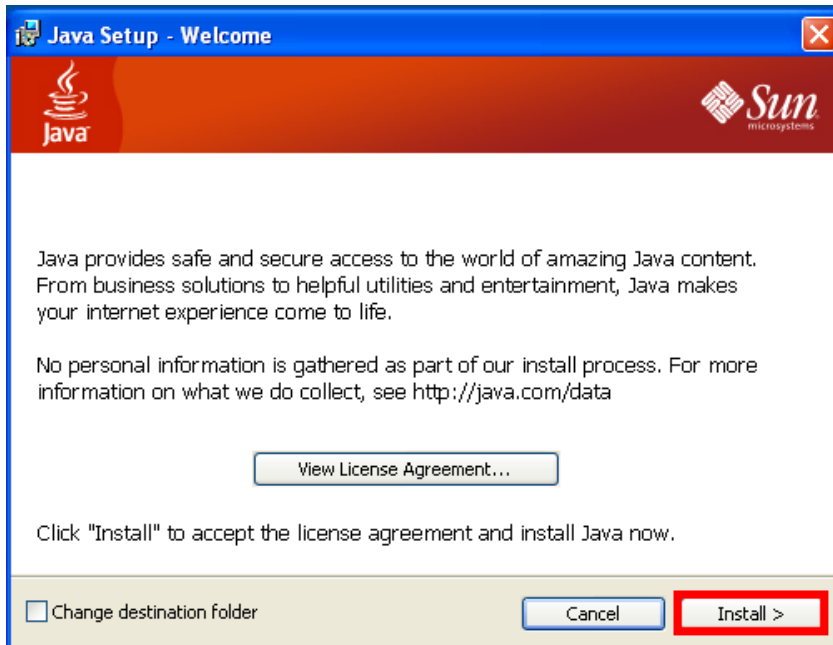 Java Setup - Welcome
Java
Sun
microsystems
Java provides safe and secure access to the world of amazing Java content.
From business solutions to helpful utilities and entertainment, Java makes
your internet experience come to life.
No personal information is gathered as part of our install process. For more
information on what we do collect, see http://java.com/data
View License Agreement...
Click "Install" to accept the license agreement and install Java now.
Change destination folder
Cancel
Install >